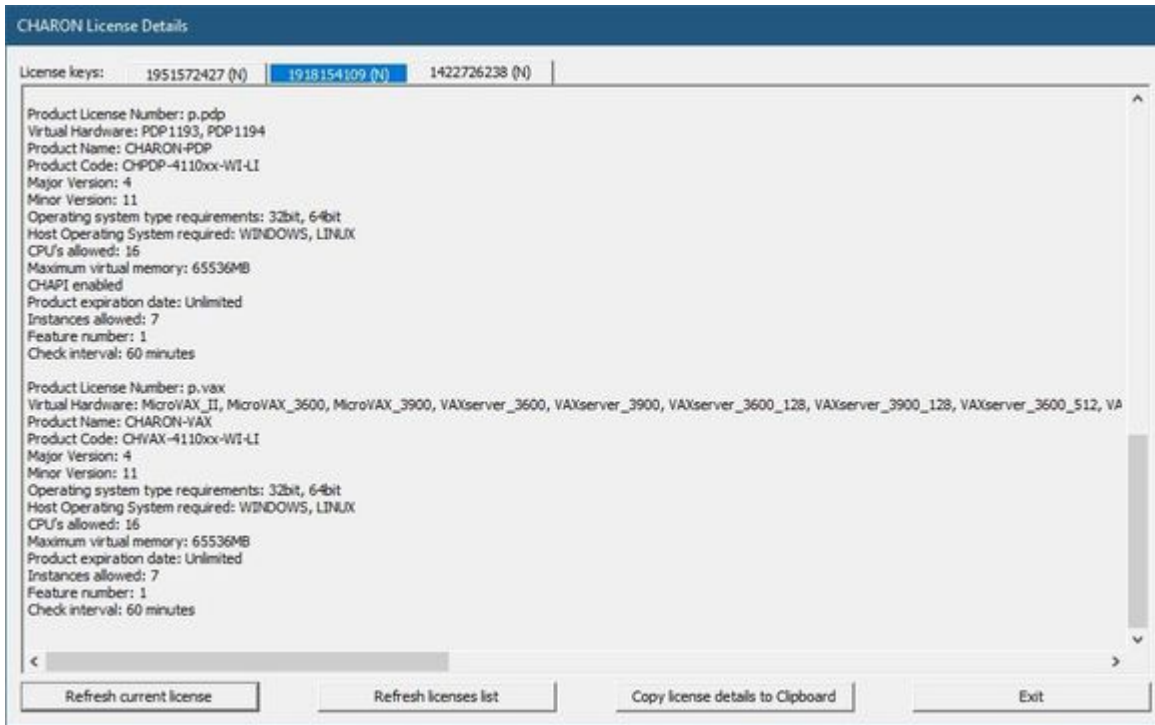 CHARON License Details
License keys: 1951572427 (N) 1918154109 (N) 1422726238 (N)
Product License Number: p.pdp
Virtual Hardware: PDP1193, PDP1194
Product Name: CHARON-PDP
Product Code: CHPDP-4110xx-WI-LI
Major Version: 4
Minor Version: 11
Operating system type requirements: 32bit, 64bit
Host Operating System required: WINDOWS, LINUX
CPU's allowed: 16
Maximum virtual memory: 65536MB
CHAPI enabled
Product expiration date: Unlimited
Instances allowed: 7
Feature number: 1
Check interval: 60 minutes
Product License Number: p.vax
Virtual Hardware: MicroVAX_II, MicroVAX_3600, MicroVAX_3900, VAXserver_3600, VAXserver_3900, VAXserver_3600_128, VAXserver_3900_128, VAXserver_3600_512, VA
Product Name: CHARON-VAX
Product Code: CHVAX-4110xx-WI-LI
Major Version: 4
Minor Version: 11
Operating system type requirements: 32bit, 64bit
Host Operating System required: WINDOWS, LINUX
CPU's allowed: 16
Maximum virtual memory: 65536MB
Product expiration date: Unlimited
Instances allowed: 7
Feature number: 1
Check interval: 60 minutes
Refresh current license Refresh licenses list Copy license details to Clipboard Exit